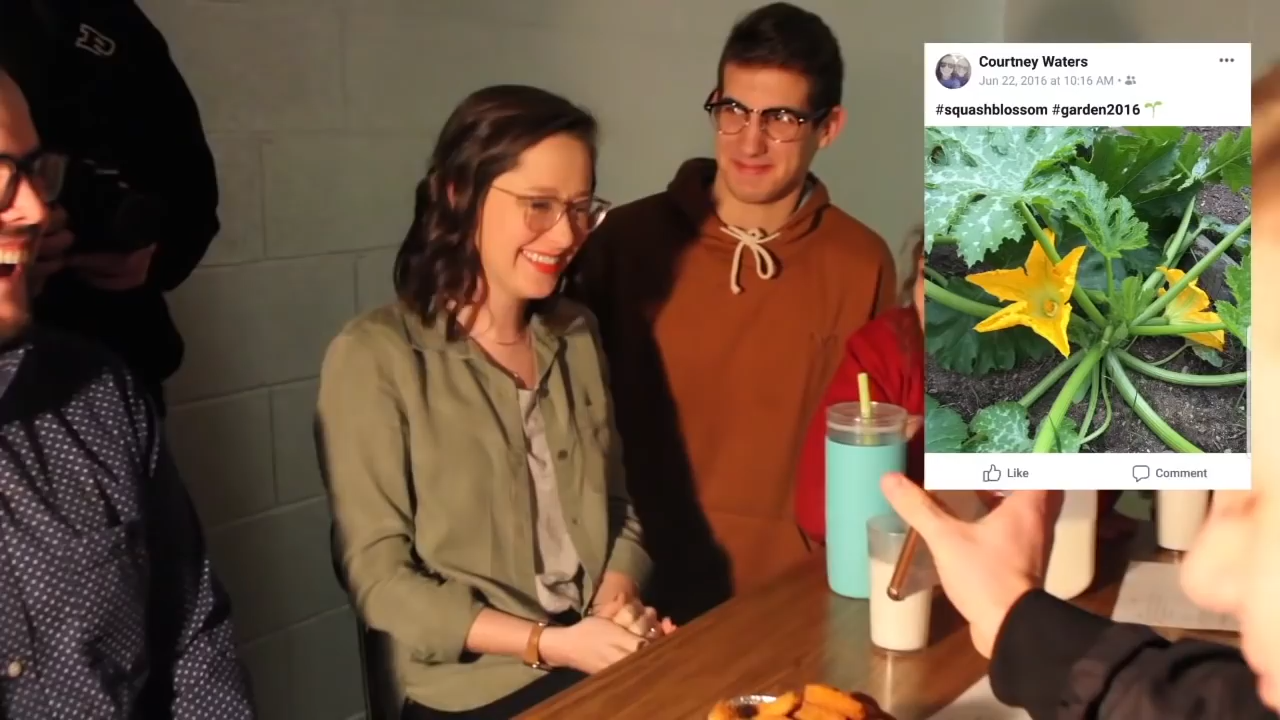 Courtney Waters
Jun 22, 2016 at 10:16 AM •
#squashblossom #garden2016
Like
Comment